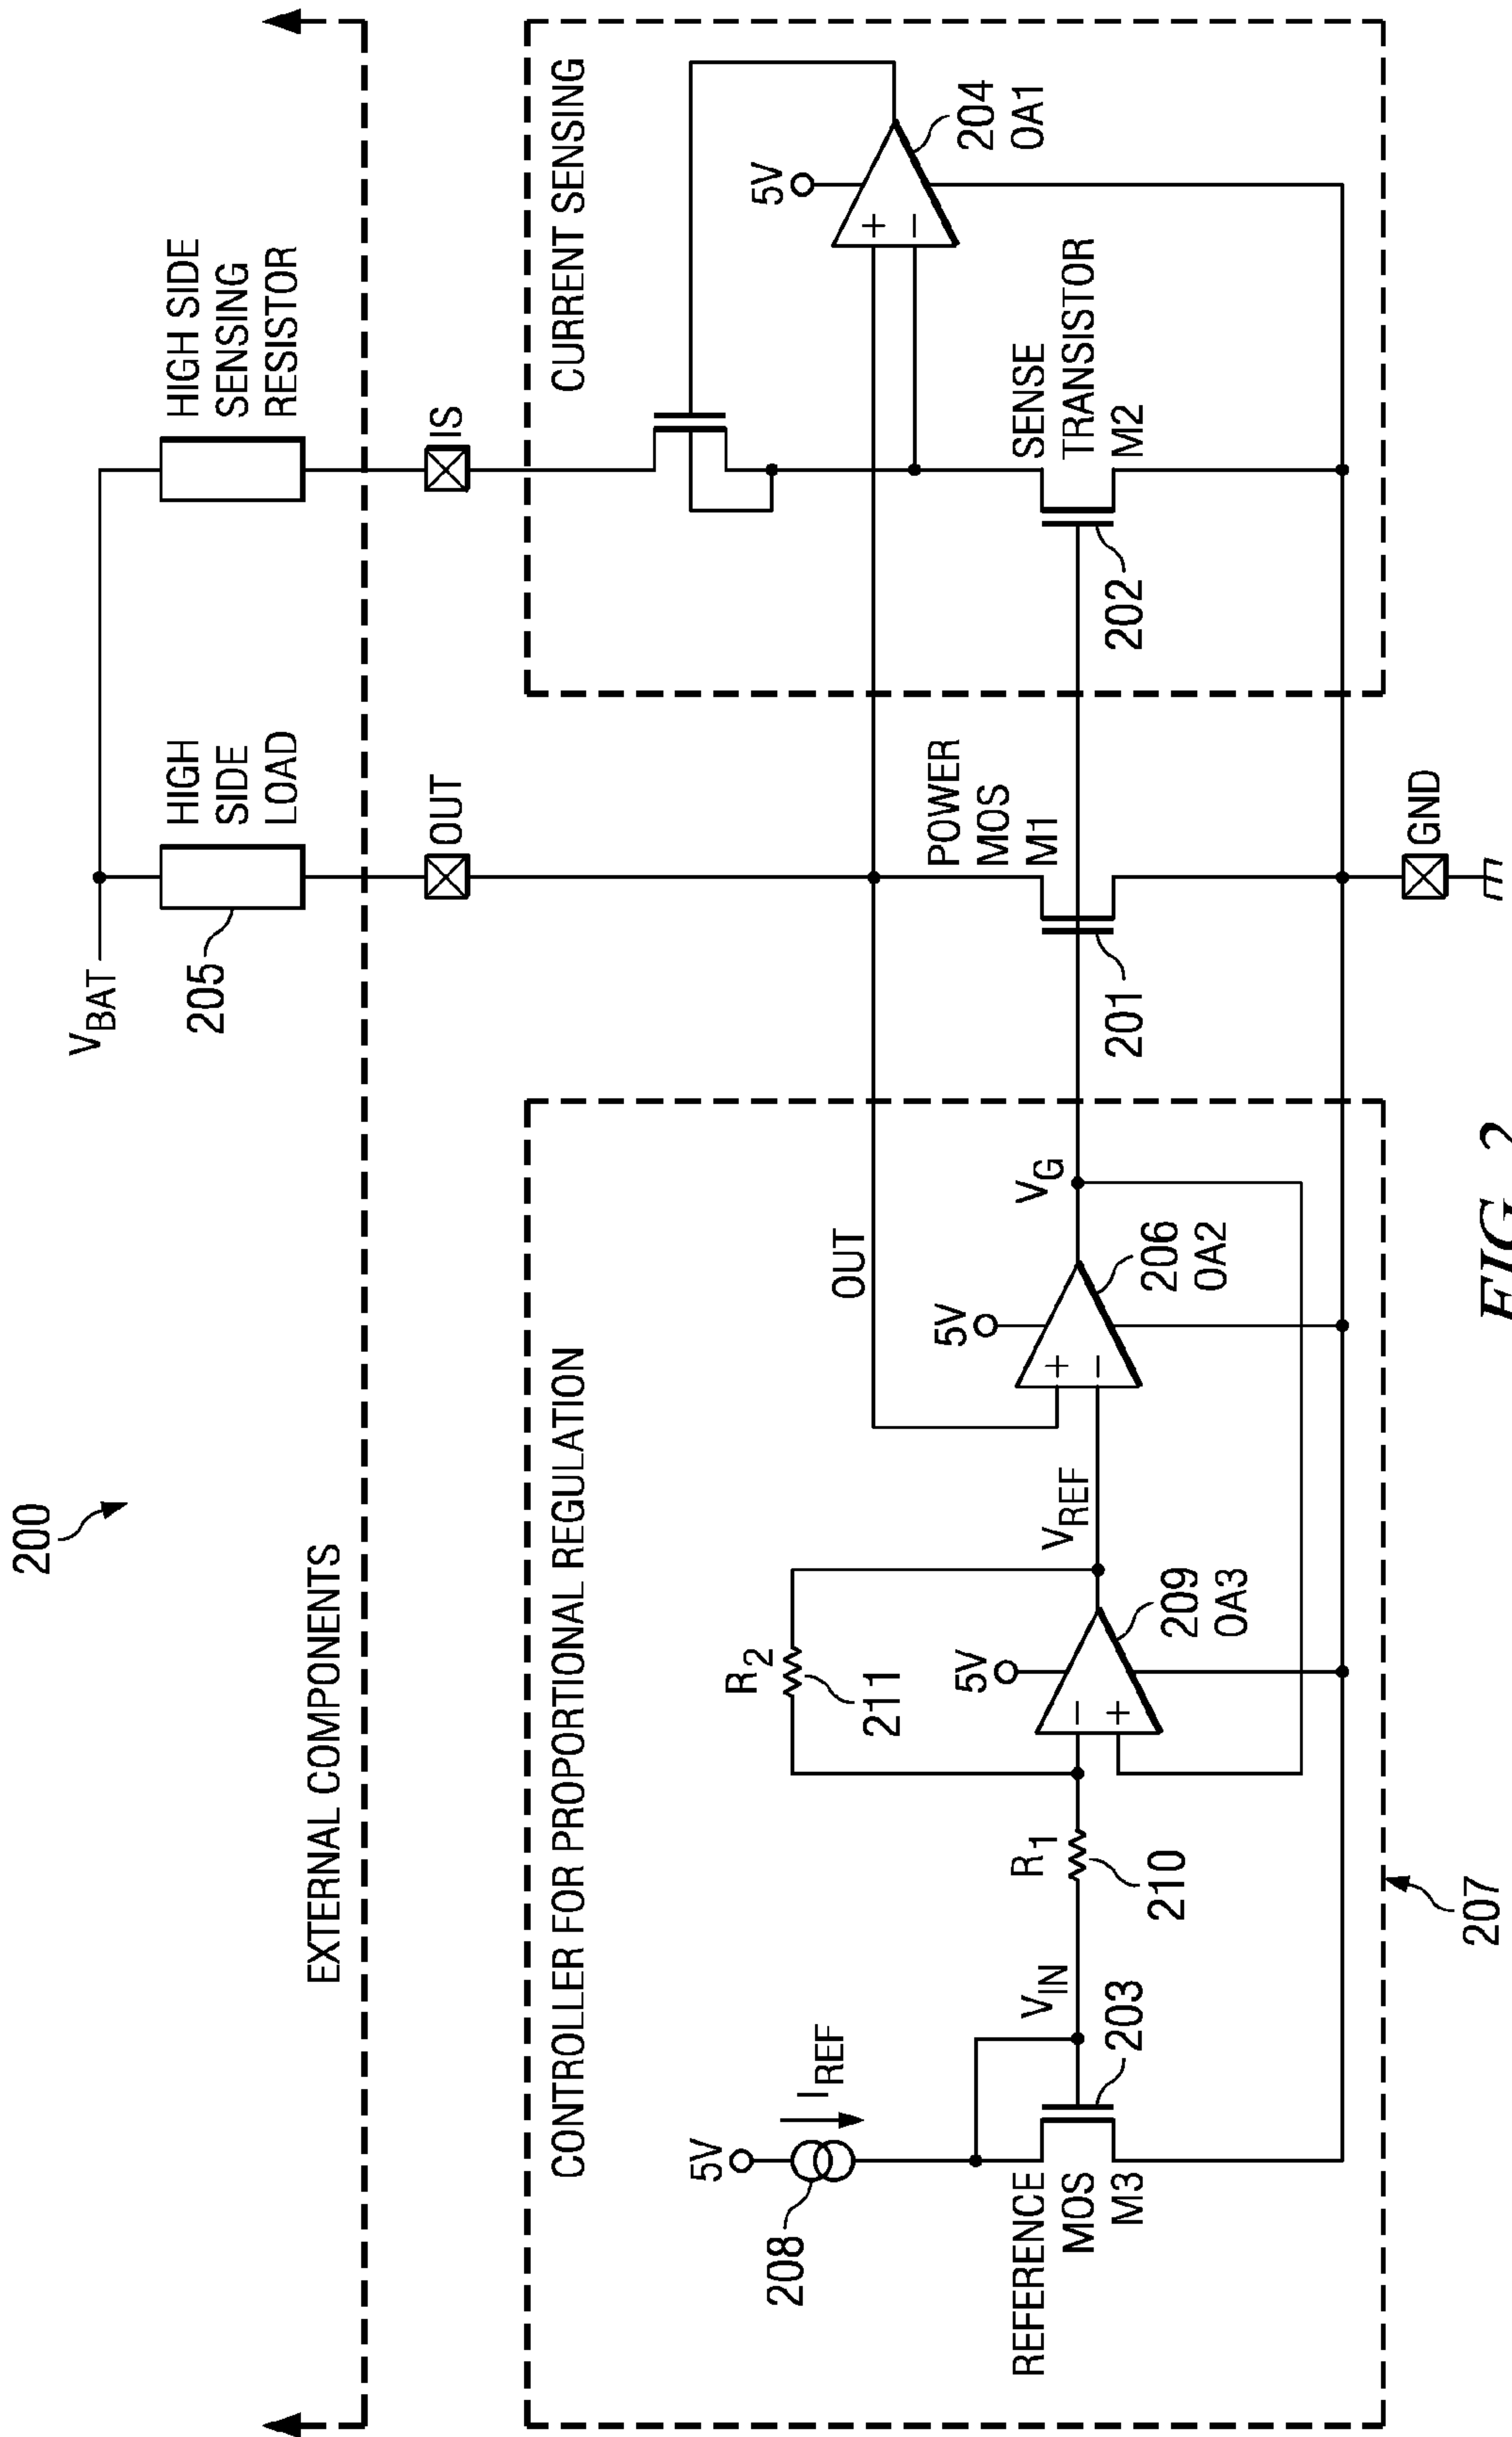 200
V_BAT
205
HIGH
SIDE
LOAD
HIGH SIDE
SENSING
RESISTOR
EXTERNAL COMPONENTS
OUT
IS
CONTROLLER FOR PROPORTIONAL REGULATION
CURRENT SENSING
5V
208
I_REF
REFERENCE
MOS
M3
203
V_IN
R1
210
R2
211
5V
−
+
209
OA3
V_REF
OUT
5V
+
−
206
OA2
V_G
POWER
MOS
M1
201
5V
+
−
204
OA1
SENSE
TRANSISTOR
M2
202
GND
207
FIG. 2